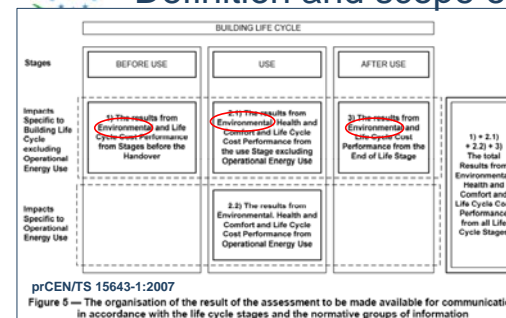 Definition and scope o
BUILDING LIFE CYCLE
Stages
BEFORE USE
USE
AFTER USE
Impacts
Specific to
Building Life
Cycle
excluding
Operational
Energy Use
1) The results from
Environmental and Life
Cycle Cost Performance
from Stages before the
Handover
2.1) The results from
Environmental, Health and
Comfort and Life Cycle
Cost Performance from
the use Stage excluding
Operational Energy Use
3) The results from
Environmental and
Life Cycle Cost
Performance from the
End of Life Stage
1) + 2.1)
+ 2.2) + 3)
The total
Results from
Environmenta
Health and
Comfort and
Life Cycle Cos
Performance
from all Life
Cycle Stages
Impacts
Specific to
Operational
Energy Use
2.2) The results from
Environmental, Health and
Comfort and Life Cycle
Cost Performance from
Operational Energy Use
prCEN/TS 15643-1:2007
Figure 5 — The organisation of the result of the assessment to be made available for communicatio
in accordance with the life cycle stages and the normative groups of information